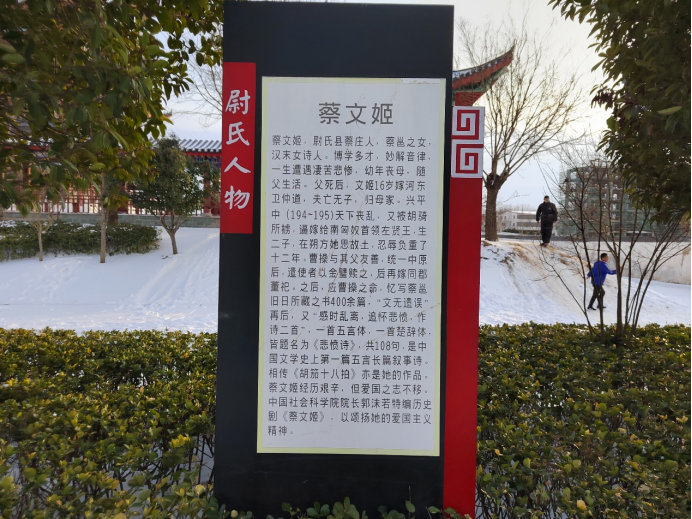 尉氏人物
蔡文姬
蔡文姬，尉氏县蔡庄人，蔡邕之女，
汉末女诗人。博学多才，妙解音律，
一生遭遇凄苦悲惨，幼年丧母，随
父生活。父死后，文姬16岁嫁河东
卫仲道，夫亡无子，归母家。兴平
中（194-195）天下丧乱，又被胡骑
所掳，逼嫁给南匈奴首领左贤王，生
二子，在朔方她思故土，忍辱负重了
十二年，曹操与其父友善，统一中原
后，遣使者以金璧赎之，后再嫁同郡
董祀。之后，应曹操之命，忆写蔡邕
旧日所藏之书400余篇，“文无遗误”。
再后，又“感时乱离，追怀悲愤，作
诗二首”，一首五言体，一首楚辞体，
皆题名为《悲愤诗》，共108句，是中
国文学史上第一篇五言长篇叙事诗。
相传《胡笳十八拍》亦是她的作品，
蔡文姬经历艰辛，但爱国之志不移，
中国社会科学院院长郭沫若特编历史
剧《蔡文姬》，以颂扬她的爱国主义
精神。